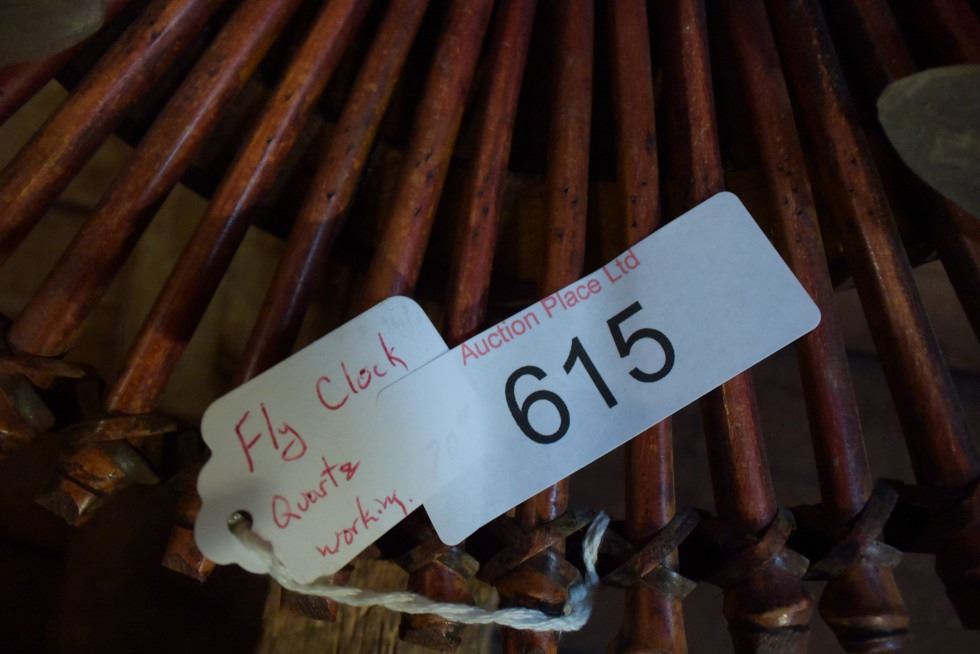 Fly Clock
Quartz
working.
Auction Place Ltd
615